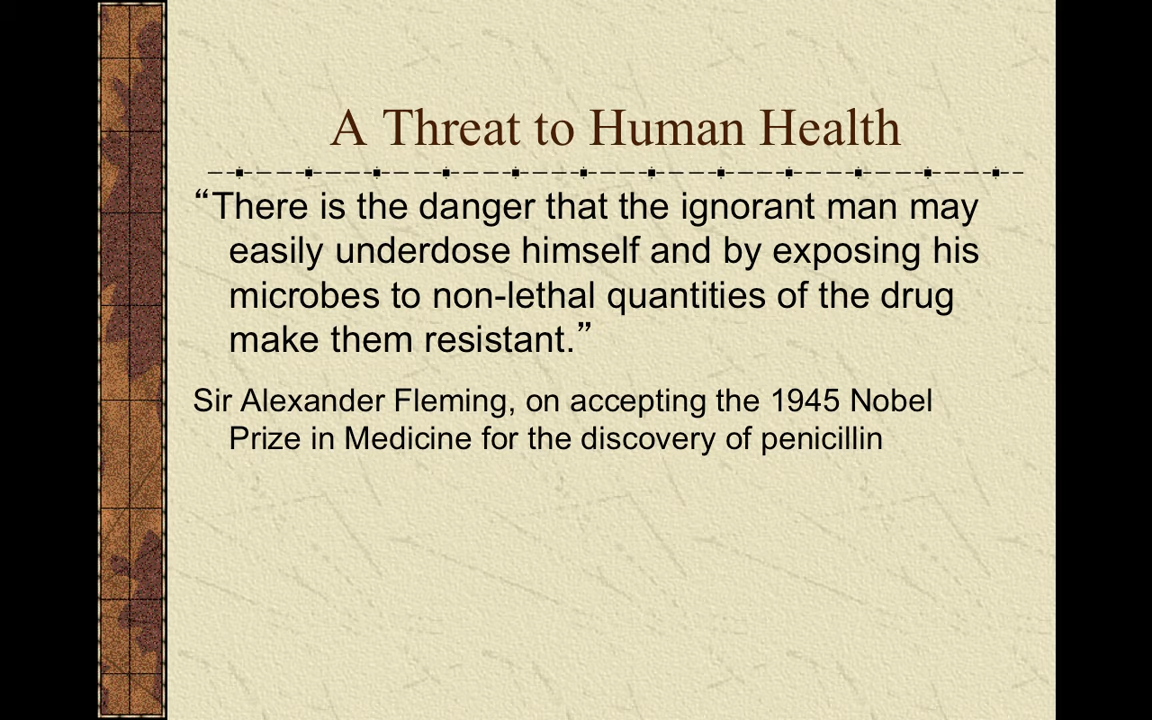 A Threat to Human Health
“There is the danger that the ignorant man may
easily underdose himself and by exposing his
microbes to non-lethal quantities of the drug
make them resistant.”
Sir Alexander Fleming, on accepting the 1945 Nobel
Prize in Medicine for the discovery of penicillin